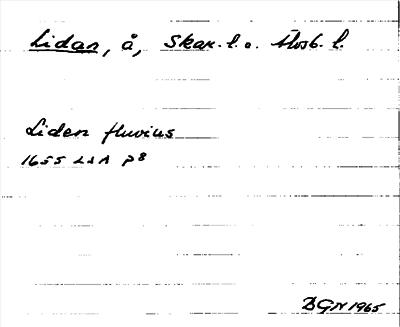 Lidan, å, Skar. l. o. Älvsb. l.
Liden fluvius
1655 LSA P8
BGN 1965